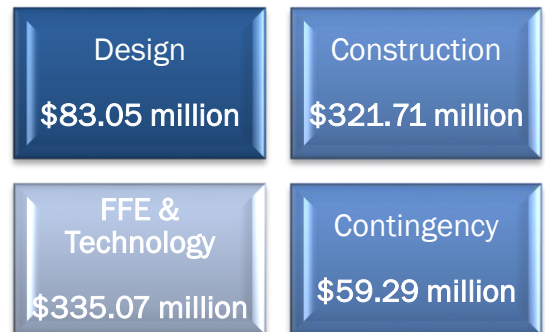 Design
$83.05 million
Construction
$321.71 million
FFE &
Technology
$335.07 million
Contingency
$59.29 million